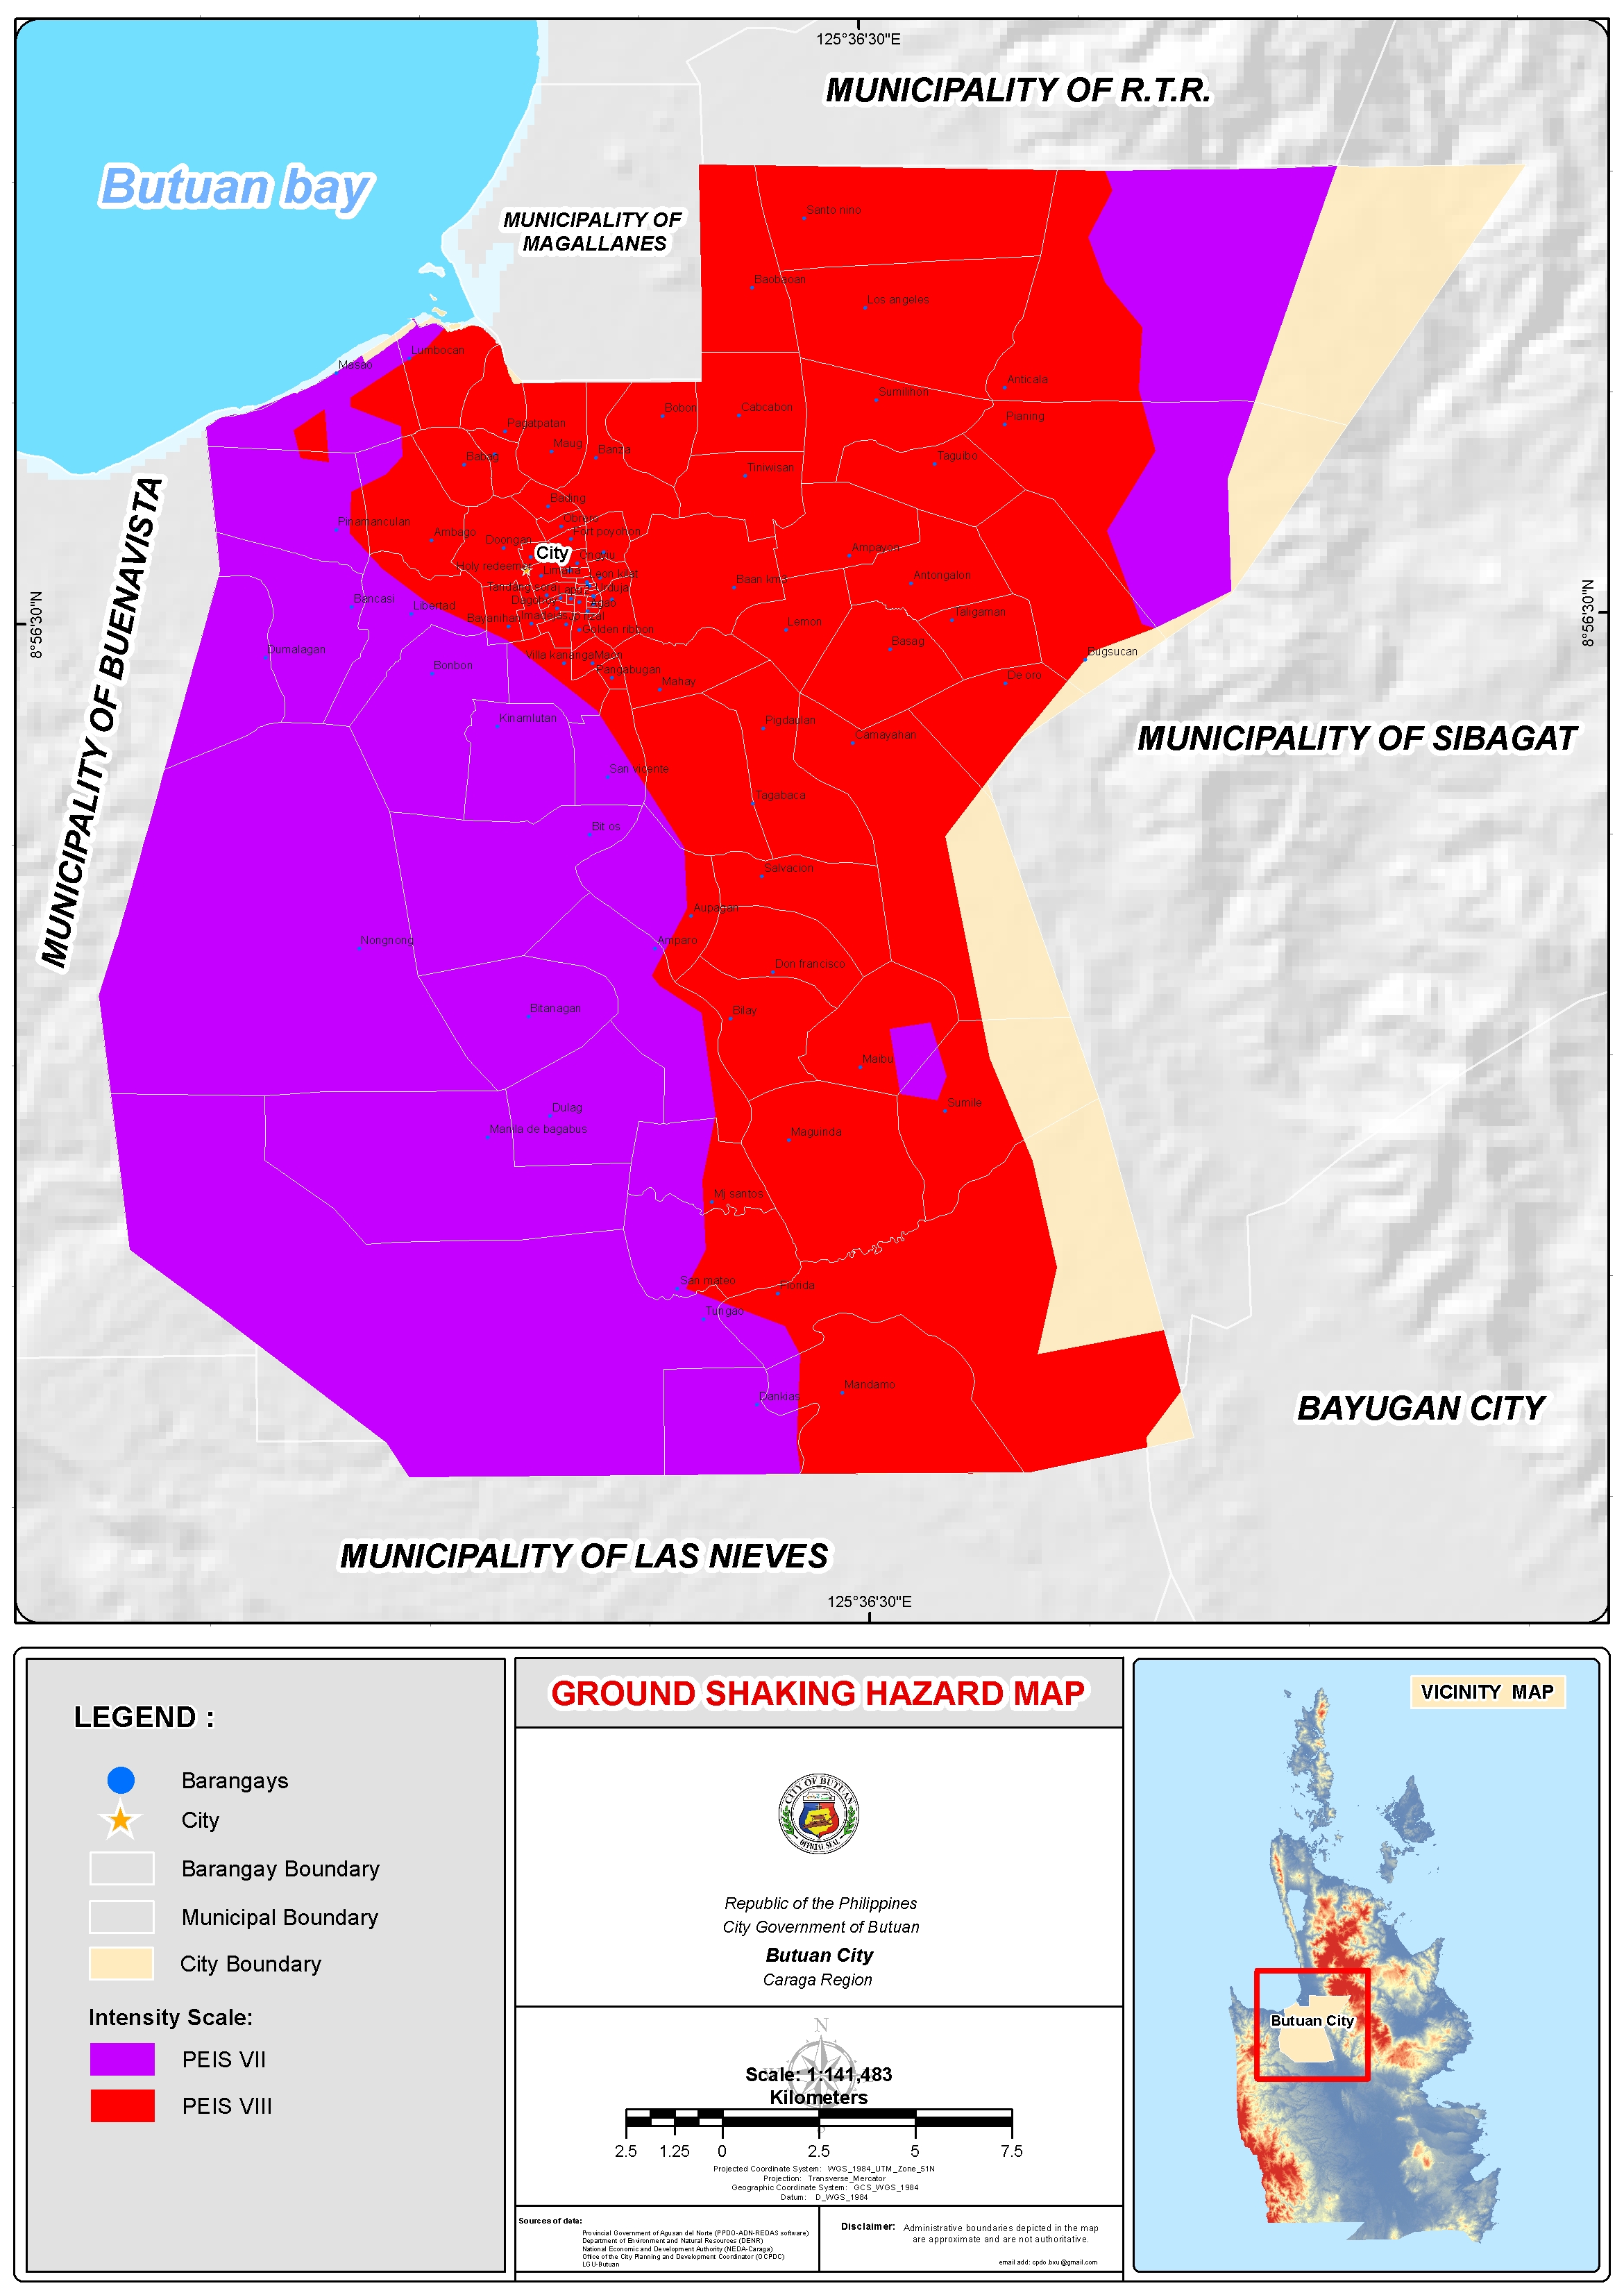 125°36'30"E
MUNICIPALITY OF R.T.R.
Butuan bay
MUNICIPALITY OF
MAGALLANES
Santo nino
Baobaoan
Los angeles
Lumbocan
Masao
Anticala
Sumilihon
Bobon
Cabcabon
Pianing
Pagatpatan
Maug
Banza
Babag
Taguibo
Tiniwisan
Bading
Obrero
Pinamanculan
Ambago
Fort poyohon
Doongan
City
Ongyiu
Ampayon
Holy redeemer
Limaha
Leon kilat
Baan km3
Antongalon
Urduja
Bancasi
Libertad
Agao
Taligaman
Bayanihan
Golden ribbon
Lemon
8°56'30"N
8°56'30"N
MUNICIPALITY OF BUENAVISTA
Dumalagan
Basag
Bugsucan
Villa kananga
Maon
Bonbon
Pangabugan
De oro
Mahay
Kinamlutan
Pigdaulan
Camayahan
MUNICIPALITY OF SIBAGAT
San vicente
Tagabaca
Bit os
Salvacion
Aupagan
Nongnong
Amparo
Don francisco
Bitanagan
Bilay
Maibu
Dulag
Sumile
Manila de bagabus
Maguinda
Mj santos
San mateo
Florida
Tungao
Dankias
Mandamo
BAYUGAN CITY
MUNICIPALITY OF LAS NIEVES
125°36'30"E
LEGEND :
Barangays
City
Barangay Boundary
Municipal Boundary
City Boundary
Intensity Scale:
PEIS VII
PEIS VIII
GROUND SHAKING HAZARD MAP
CITY OF BUTUAN
OFFICIAL SEAL
Republic of the Philippines
City Government of Butuan
Butuan City
Caraga Region
N
Scale: 1:141,483
Kilometers
2.5 1.25 0 2.5 5 7.5
Projected Coordinate System: WGS_1984_UTM_Zone_51N
Projection: Transverse_Mercator
Geographic Coordinate System: GCS_WGS_1984
Datum: D_WGS_1984
Sources of data:
Provincial Government of Agusan del Norte (PPDO-ADN-REDAS software)
Department of Environment and Natural Resources (DENR)
National Economic and Development Authority (NEDA-Caraga)
Office of the City Planning and Development Coordinator (OCPDC)
LGU-Butuan
Disclaimer: Administrative boundaries depicted in the map
are approximate and are not authoritative.
email add: cpdo.bxu@gmail.com
VICINITY MAP
Butuan City